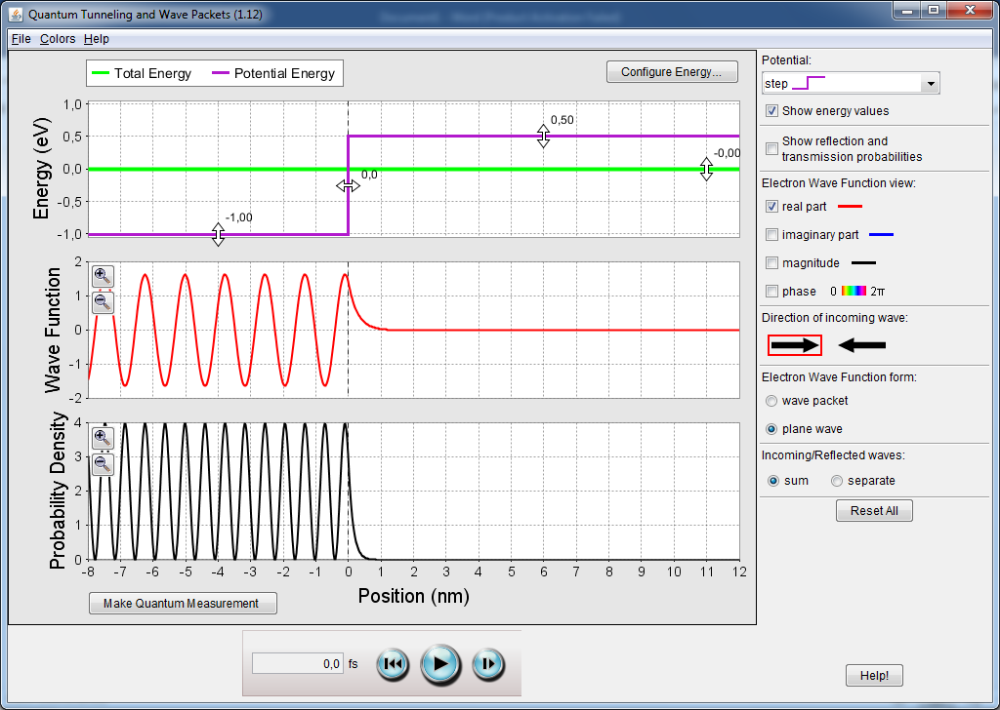 Quantum Tunneling and Wave Packets (1.12)
File Colors Help
Total Energy Potential Energy
Configure Energy...
Energy (eV)
1,0
0,5
0,0
-0,5
-1,0
0,50
-0,00
0,0
-1,00
Wave Function
2
1
0
-1
-2
Probability Density
4
3
2
1
0
-8 -7 -6 -5 -4 -3 -2 -1 0 1 2 3 4 5 6 7 8 9 10 11 12
Position (nm)
Make Quantum Measurement
0,0 fs
Potential:
step
Show energy values
Show reflection and
transmission probabilities
Electron Wave Function view:
real part
imaginary part
magnitude
phase 0 2π
Direction of incoming wave:
Electron Wave Function form:
wave packet
plane wave
Incoming/Reflected waves:
sum separate
Reset All
Help!